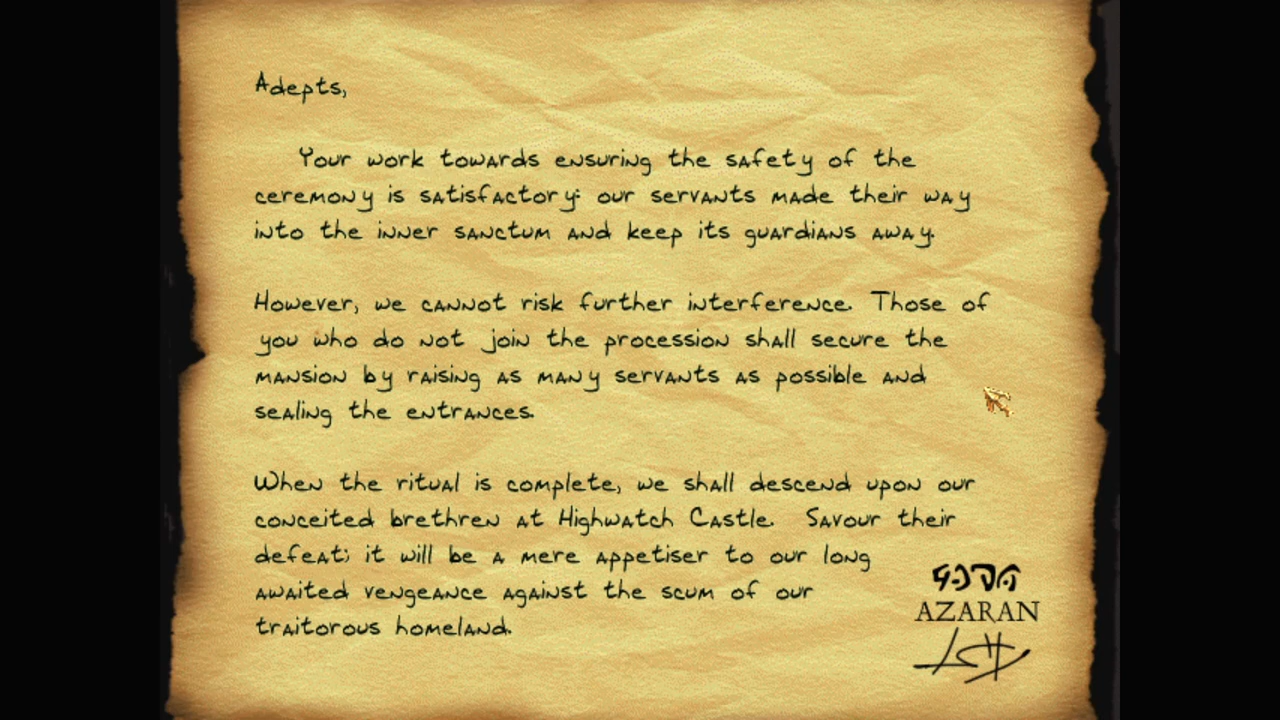 Adepts,
Your work towards ensuring the safety of the
ceremony is satisfactory: our servants made their way
into the inner sanctum and keep its guardians away.
However, we cannot risk further interference. Those of
you who do not join the procession shall secure the
mansion by raising as many servants as possible and
sealing the entrances.
When the ritual is complete, we shall descend upon our
conceited brethren at Highwatch Castle. Savour their
defeat; it will be a mere appetiser to our long
awaited vengeance against the scum of our
traitorous homeland.
AZARAN